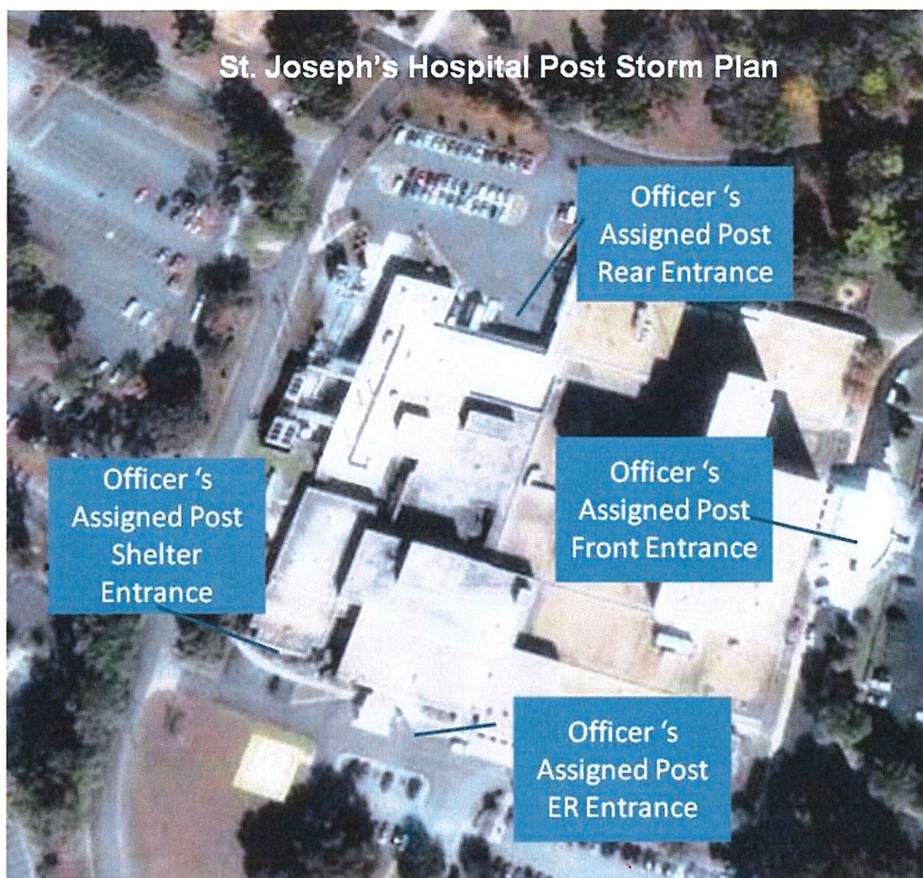 St. Joseph's Hospital Post Storm Plan
Officer ‘s
Assigned Post
Rear Entrance
Officer ‘s
Assigned Post
Front Entrance
Officer ‘s
Assigned Post
Shelter
Entrance
Officer ‘s
Assigned Post
ER Entrance